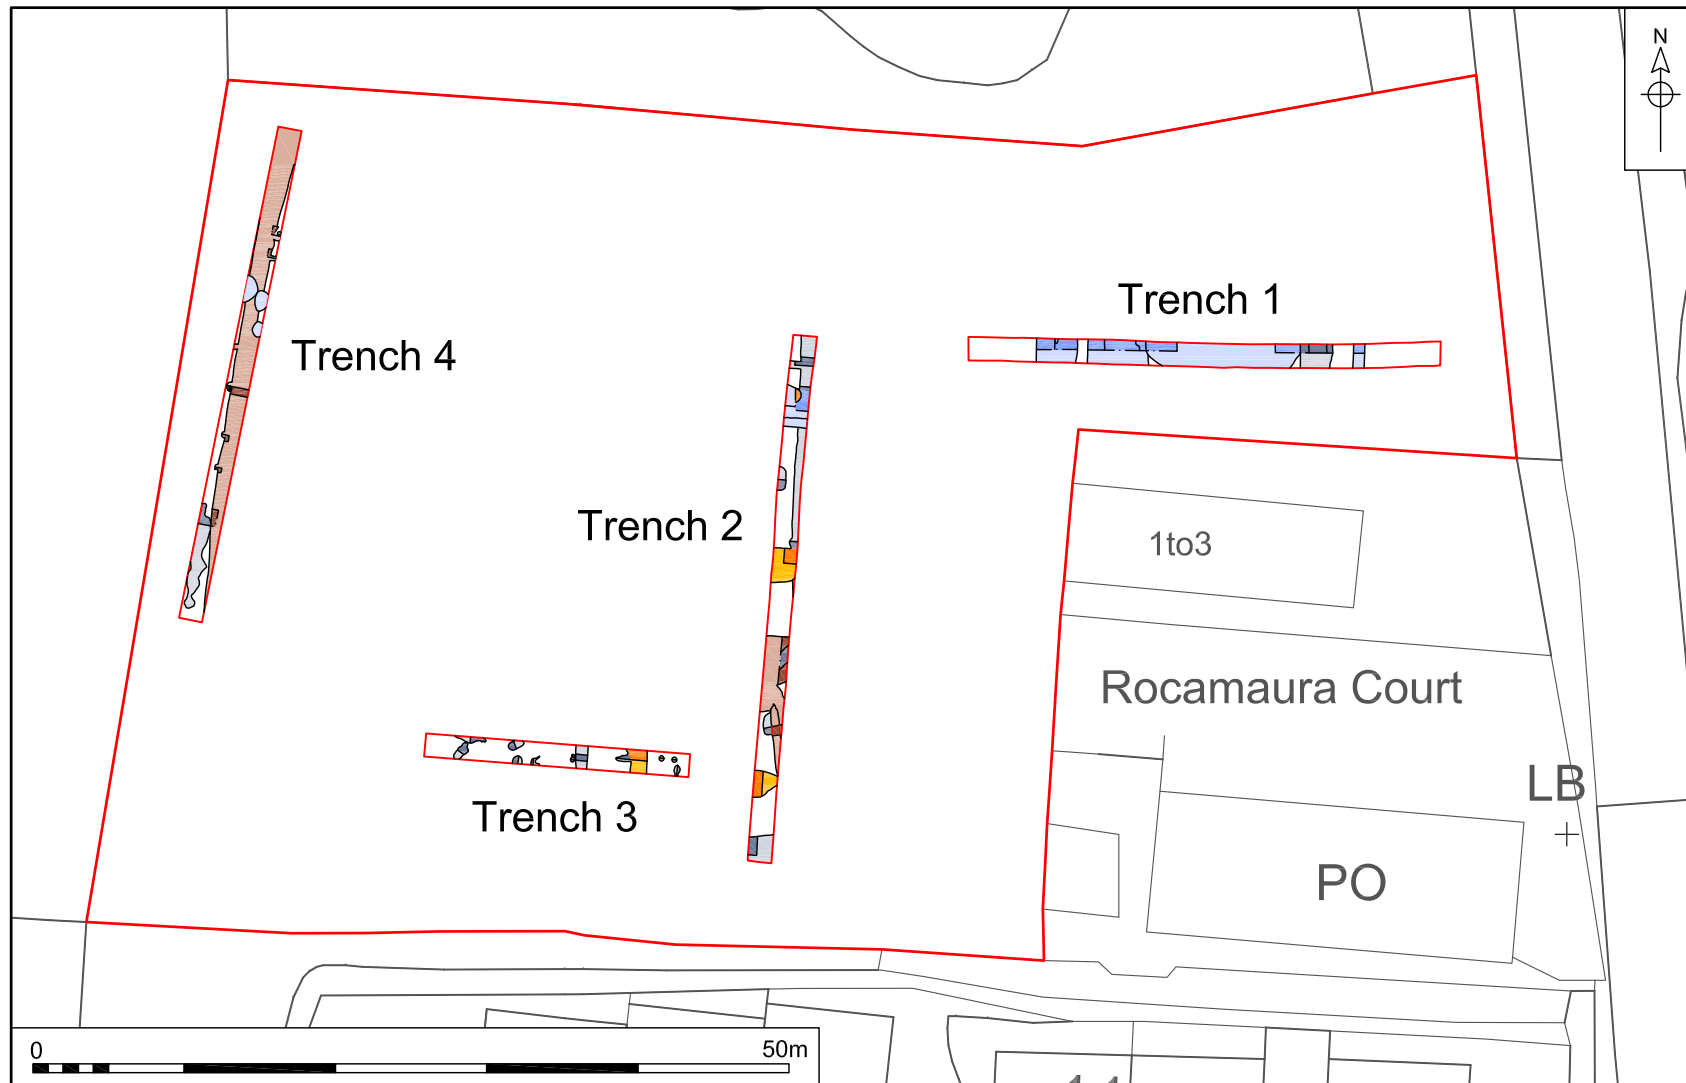 N
Trench 1
Trench 4
Trench 2
1to3
Rocamaura Court
LB
Trench 3
PO
0
50m